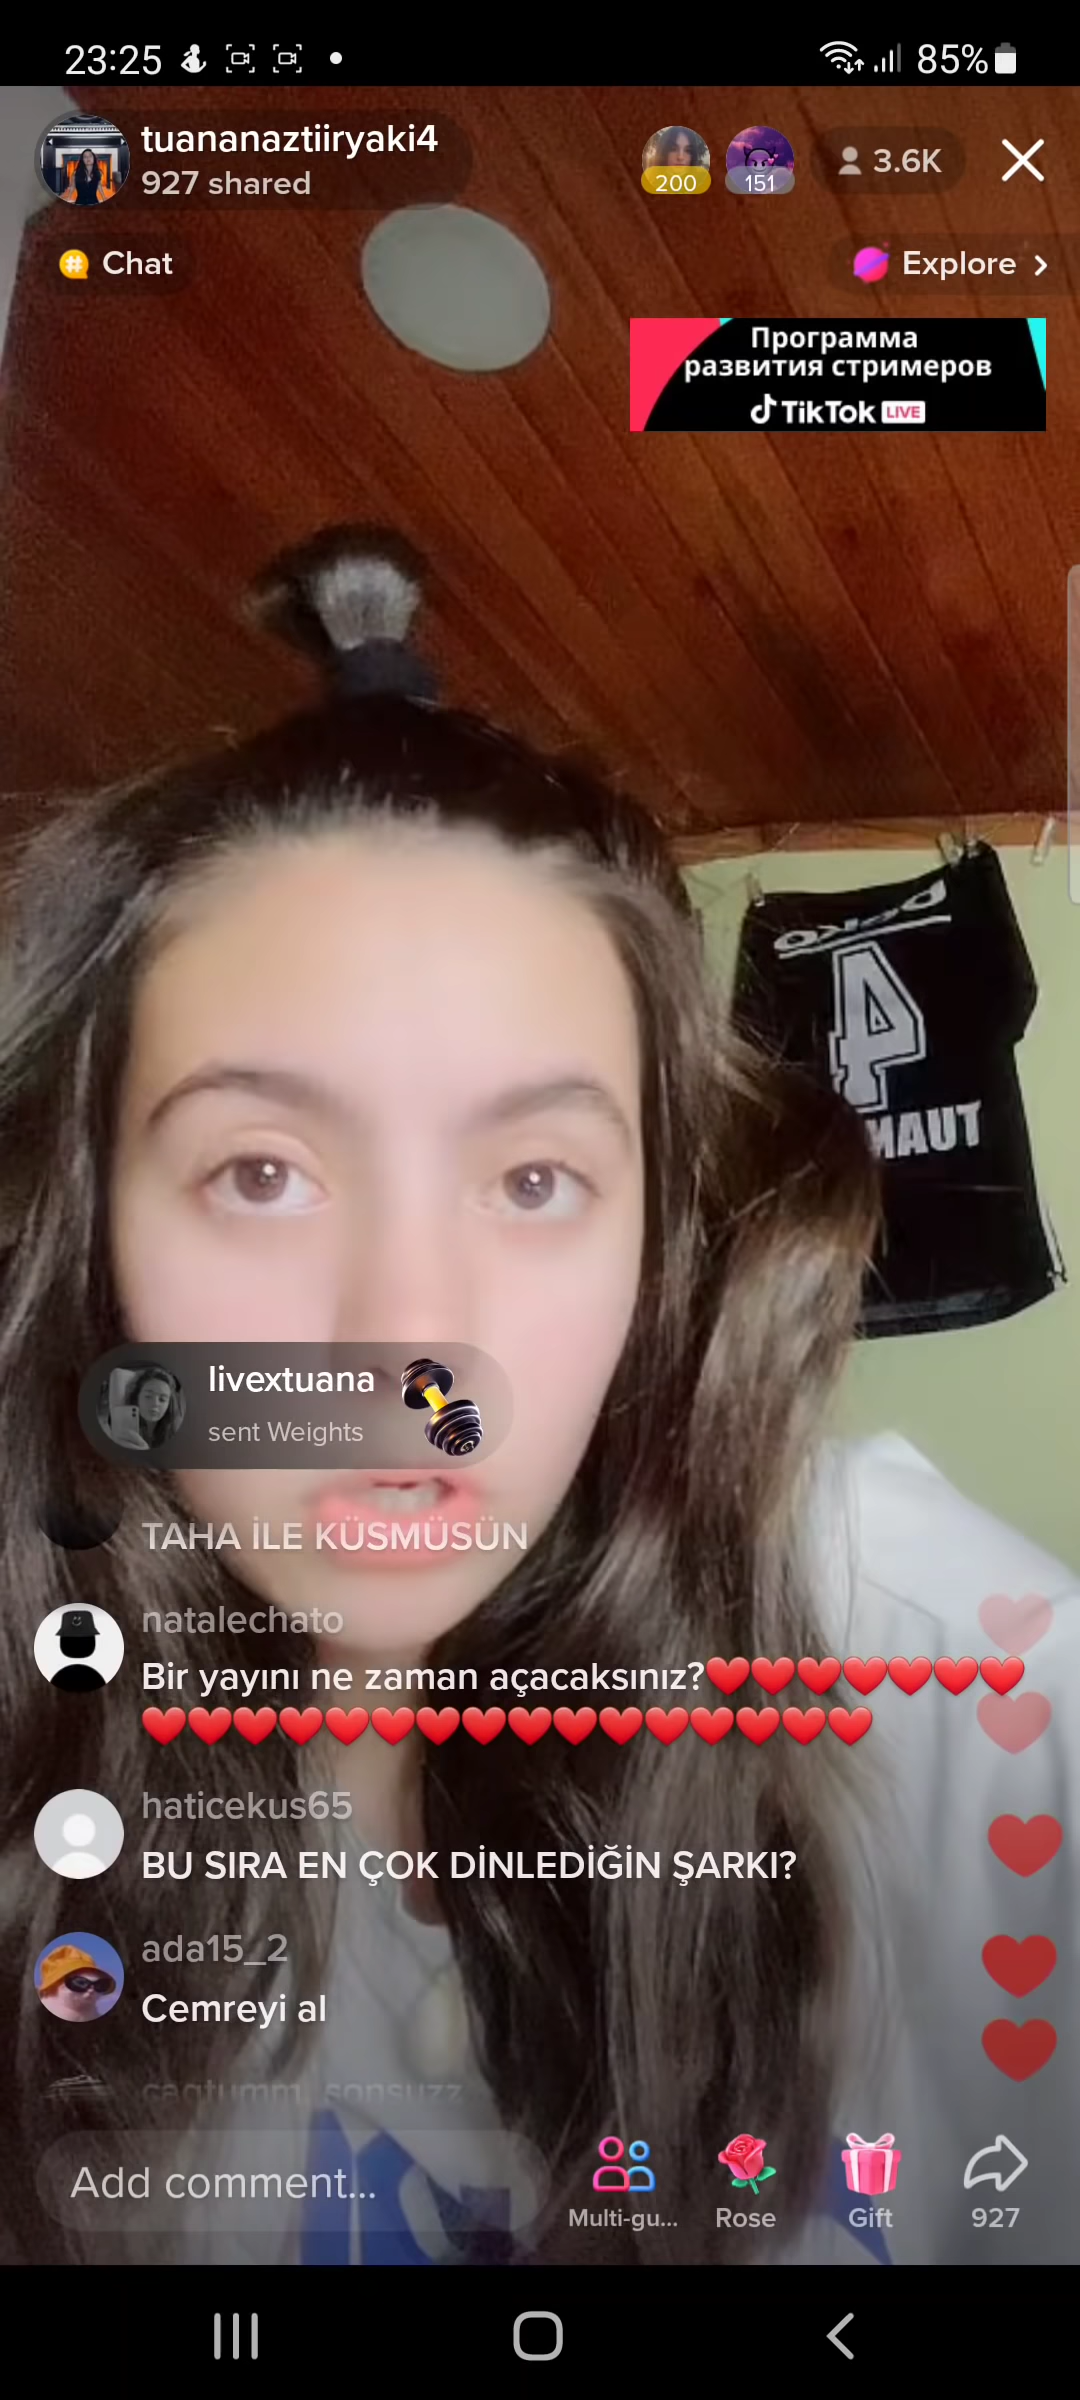 23:25
85%
tuananaztiiryaki4
927 shared
200
151
3.6K
# Chat
Explore
Программа
развития стримеров
TikTok LIVE
4
MAUT
livextuana
sent Weights
TAHA İLE KÜSMÜSÜN
natalechato
Bir yayını ne zaman açacaksınız?❤️❤️❤️❤️❤️❤️❤️
❤️❤️❤️❤️❤️❤️❤️❤️❤️❤️❤️❤️❤️❤️❤️❤️
haticekus65
BU SIRA EN ÇOK DİNLEDİĞİN ŞARKI?
ada15_2
Cemreyi al
Add comment...
Multi-gu...
Rose
Gift
927